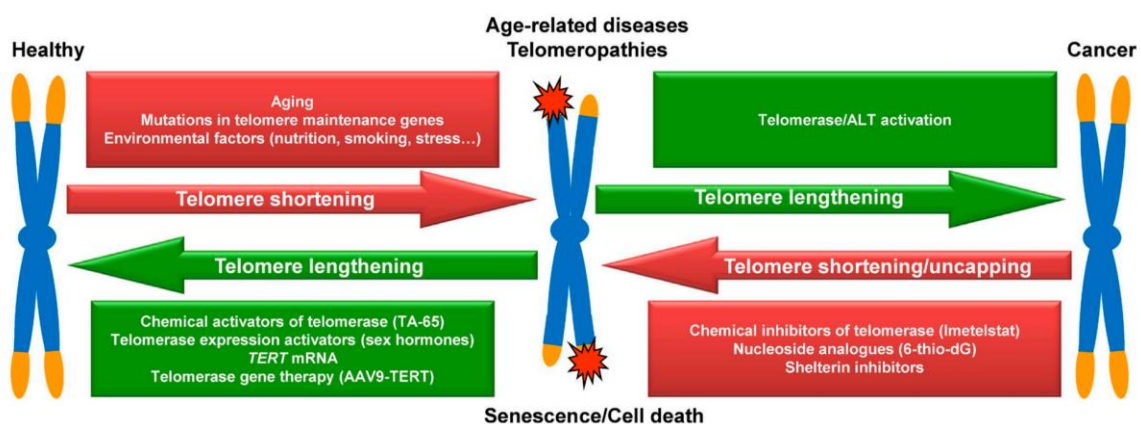 Age-related diseases
Telomeropathies
Healthy
Cancer
Aging
Mutations in telomere maintenance genes
Environmental factors (nutrition, smoking, stress…)
Telomerase/ALT activation
Telomere shortening
Telomere lengthening
Telomere lengthening
Telomere shortening/uncapping
Chemical activators of telomerase (TA-65)
Telomerase expression activators (sex hormones)
TERT mRNA
Telomerase gene therapy (AAV9-TERT)
Chemical inhibitors of telomerase (Imetelstat)
Nucleoside analogues (6-thio-dG)
Shelterin inhibitors
Senescence/Cell death